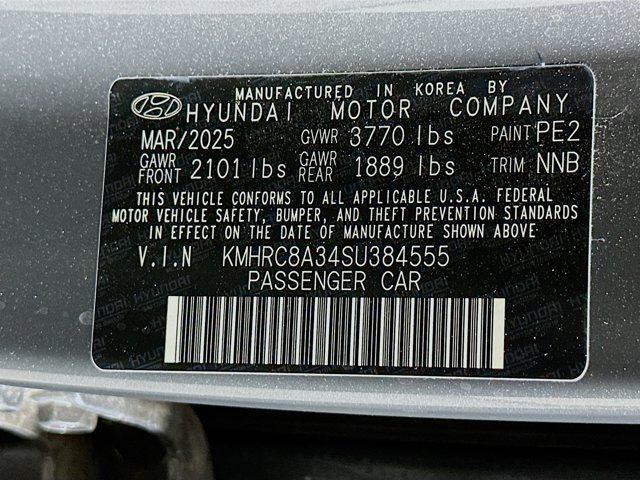 MANUFACTURED IN KOREA BY
HYUNDAI MOTOR COMPANY
MAR/2025 GVWR 3770 lbs PAINT PE2
GAWR FRONT 2101 lbs GAWR REAR 1889 lbs TRIM NNB
THIS VEHICLE CONFORMS TO ALL APPLICABLE U.S.A. FEDERAL
MOTOR VEHICLE SAFETY, BUMPER, AND THEFT PREVENTION STANDARDS
IN EFFECT ON THE DATE OF MANUFACTURE SHOWN ABOVE.
V.I.N KMHRC8A34SU384555
PASSENGER CAR